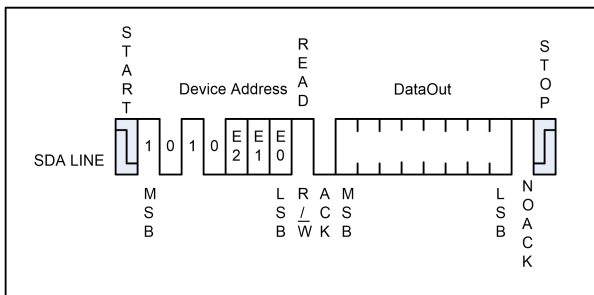 START
Device Address
READ
DataOut
STOP
SDA LINE
1 0 1 0 E2 E1 E0
MSB
LSB
R/W
ACK
MSB
LSB
NOACK